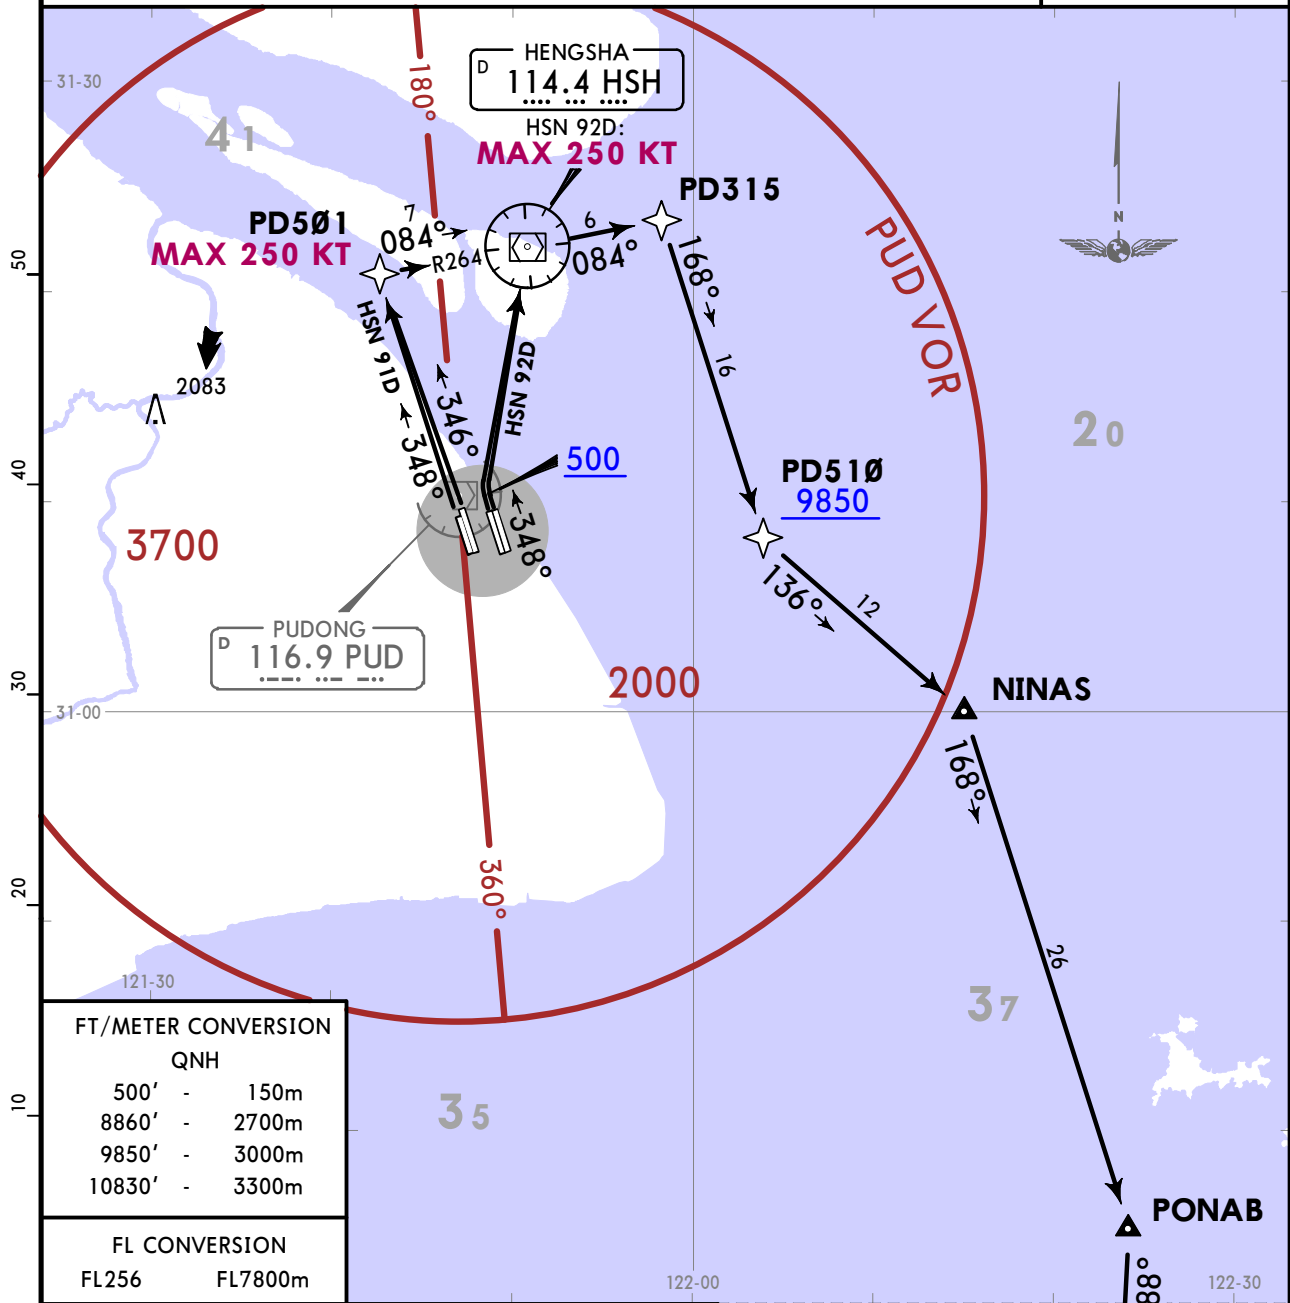 HENGSHA
D 114.4 HSH
HSN 92D:
MAX 250 KT
180°
31-30
41
PD5Ø1
MAX 250 KT
7
084°
R264
6
084°
PD315
168°
N
PUD VOR
50
HSN 91D
HSN 92D
16
2083
346°
348°
500
348°
20
40
PD51Ø
9850
3700
136°
12
PUDONG
D 116.9 PUD
2000
30
31-00
NINAS
168°
360°
20
26
121-30
37
35
10
FT/METER CONVERSION
QNH
500' - 150m
8860' - 2700m
9850' - 3000m
10830' - 3300m
FL CONVERSION
FL256 FL7800m
PONAB
88°
122-00
122-30